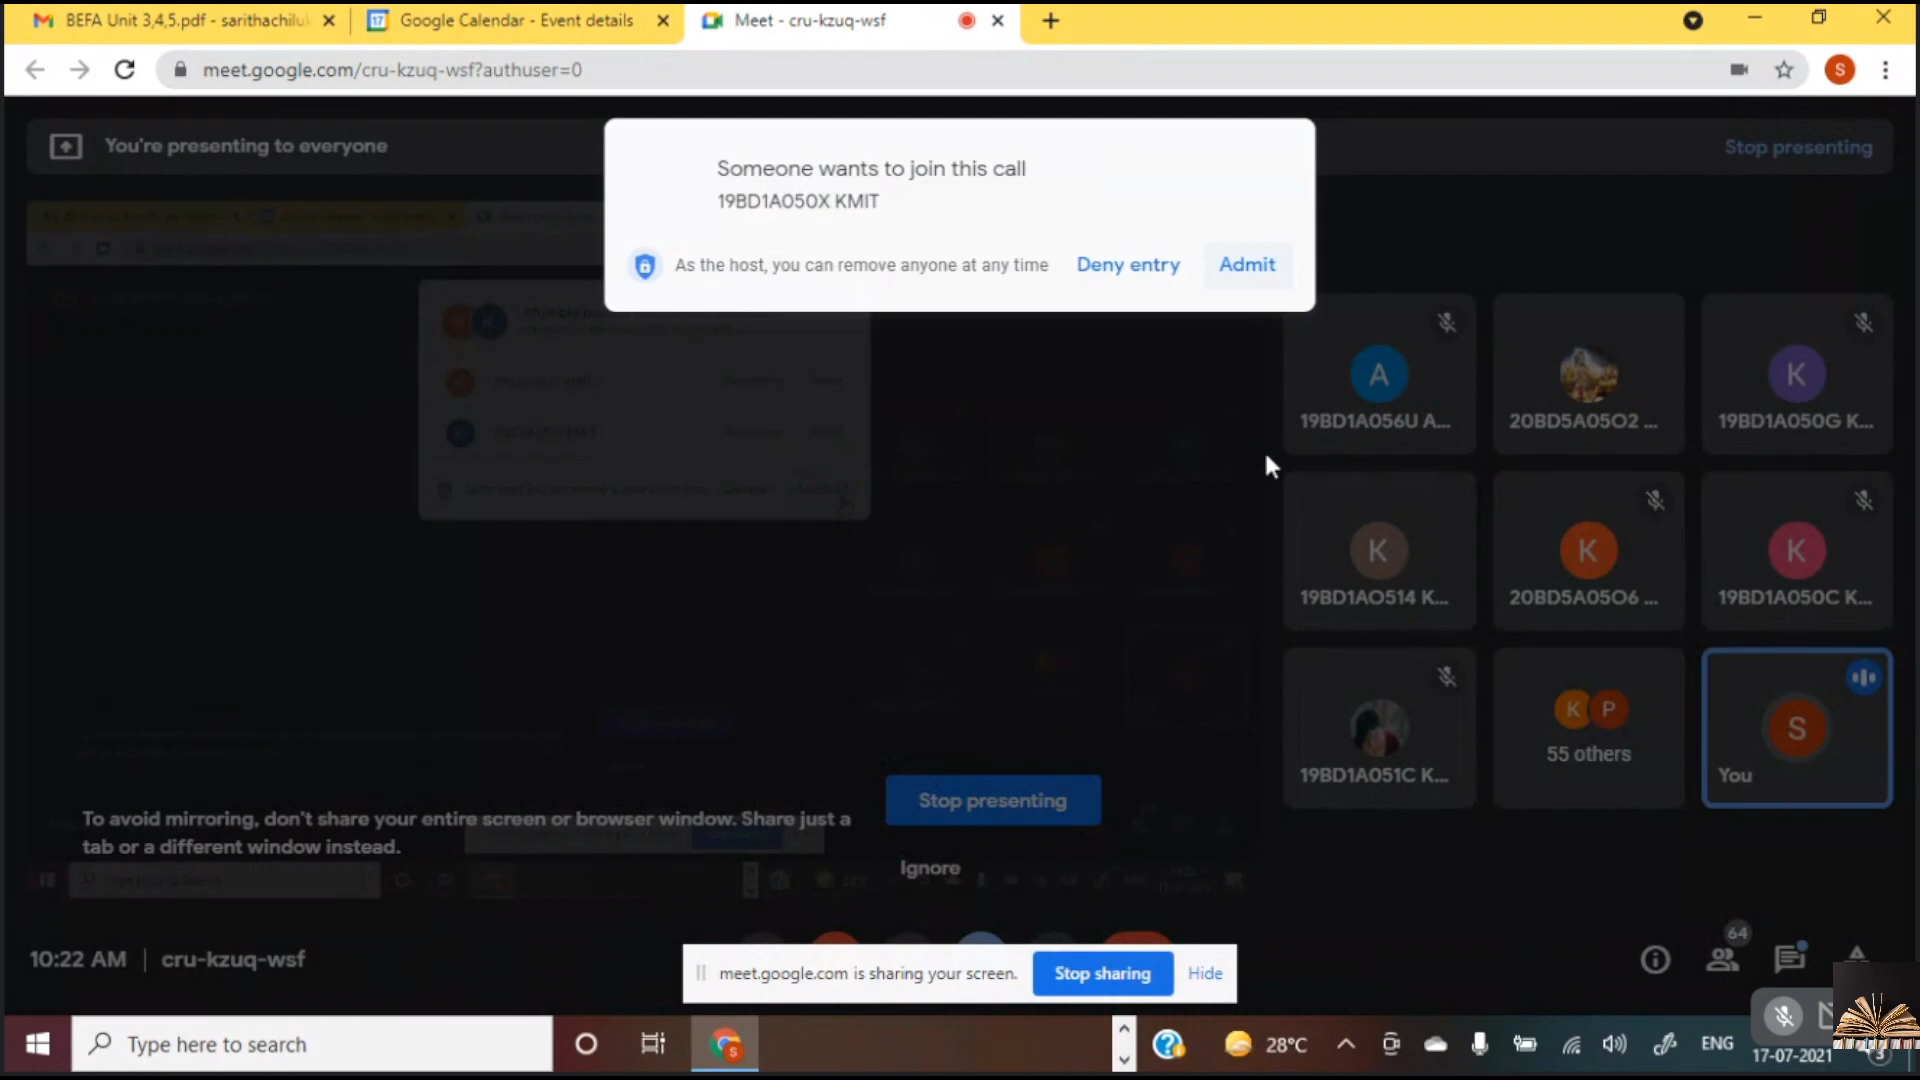 BEFA Unit 3,4,5.pdf - sarithachilu
Google Calendar - Event details
Meet - cru-kzuq-wsf
meet.google.com/cru-kzuq-wsf?authuser=0
S
You're presenting to everyone
Stop presenting
Someone wants to join this call
19BD1A050X KMIT
As the host, you can remove anyone at any time
Deny entry
Admit
A
19BD1A056U A...
20BD5A05O2 ...
K
19BD1A050G K...
K
19BD1AO514 K...
K
20BD5A05O6 ...
K
19BD1A050C K...
19BD1A051C K...
K P
55 others
S
You
Stop presenting
To avoid mirroring, don't share your entire screen or browser window. Share just a
tab or a different window instead.
Ignore
10:22 AM | cru-kzuq-wsf
64
meet.google.com is sharing your screen.
Stop sharing
Hide
Type here to search
28°C
ENG
17-07-2021
3